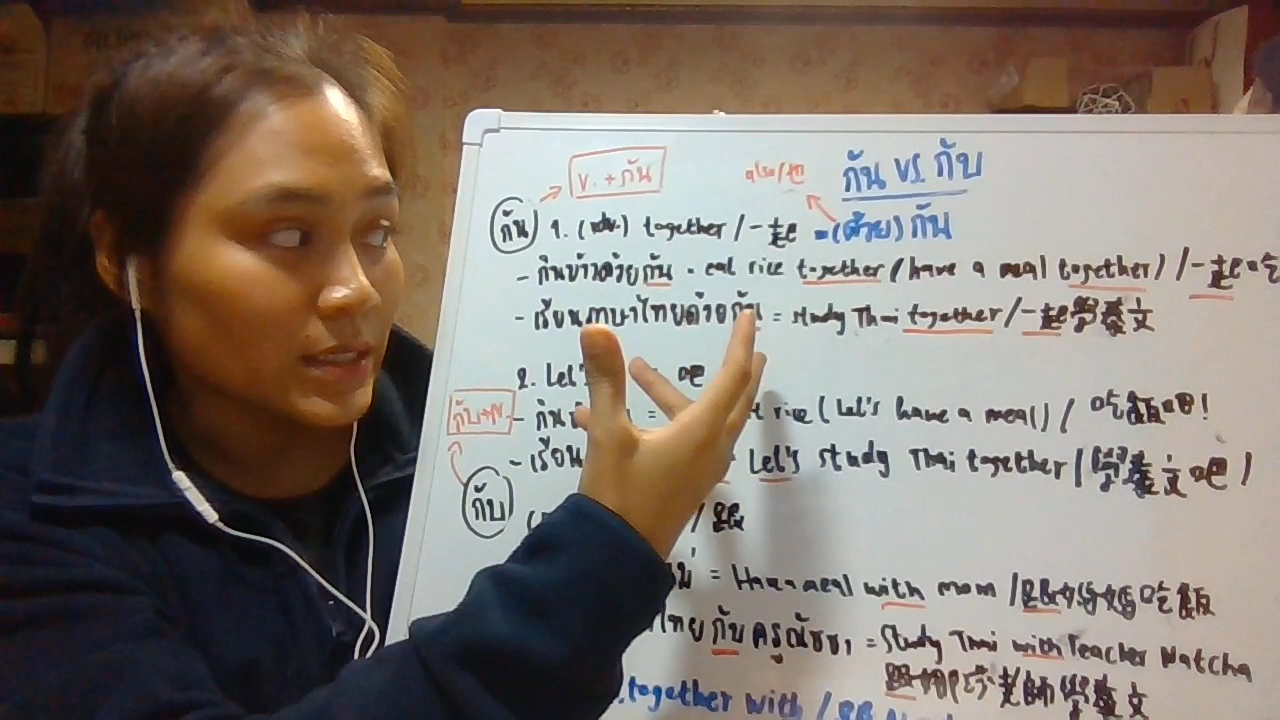 กัน vs. กับ
v. + กัน
also/也
กัน 1. (adv.) together / 一起 = (ด้วย) กัน
- กินข้าวด้วยกัน = eat rice together (have a meal together) / 一起吃
- เรียนภาษาไทยด้วยกัน = study Thai together / 一起學泰文
2. Let's = 吧
- กิน = rice (Let's have a meal) / 吃飯吧!
กับ+
- เรียน Let's study Thai together / (學泰文吧)
กับ
/ 跟
แม่ = Have meal with mom / 跟媽媽吃飯
ไทย กับ ครูณัชชา = Study Thai with Teacher Natcha
老師學泰文
together with / 跟